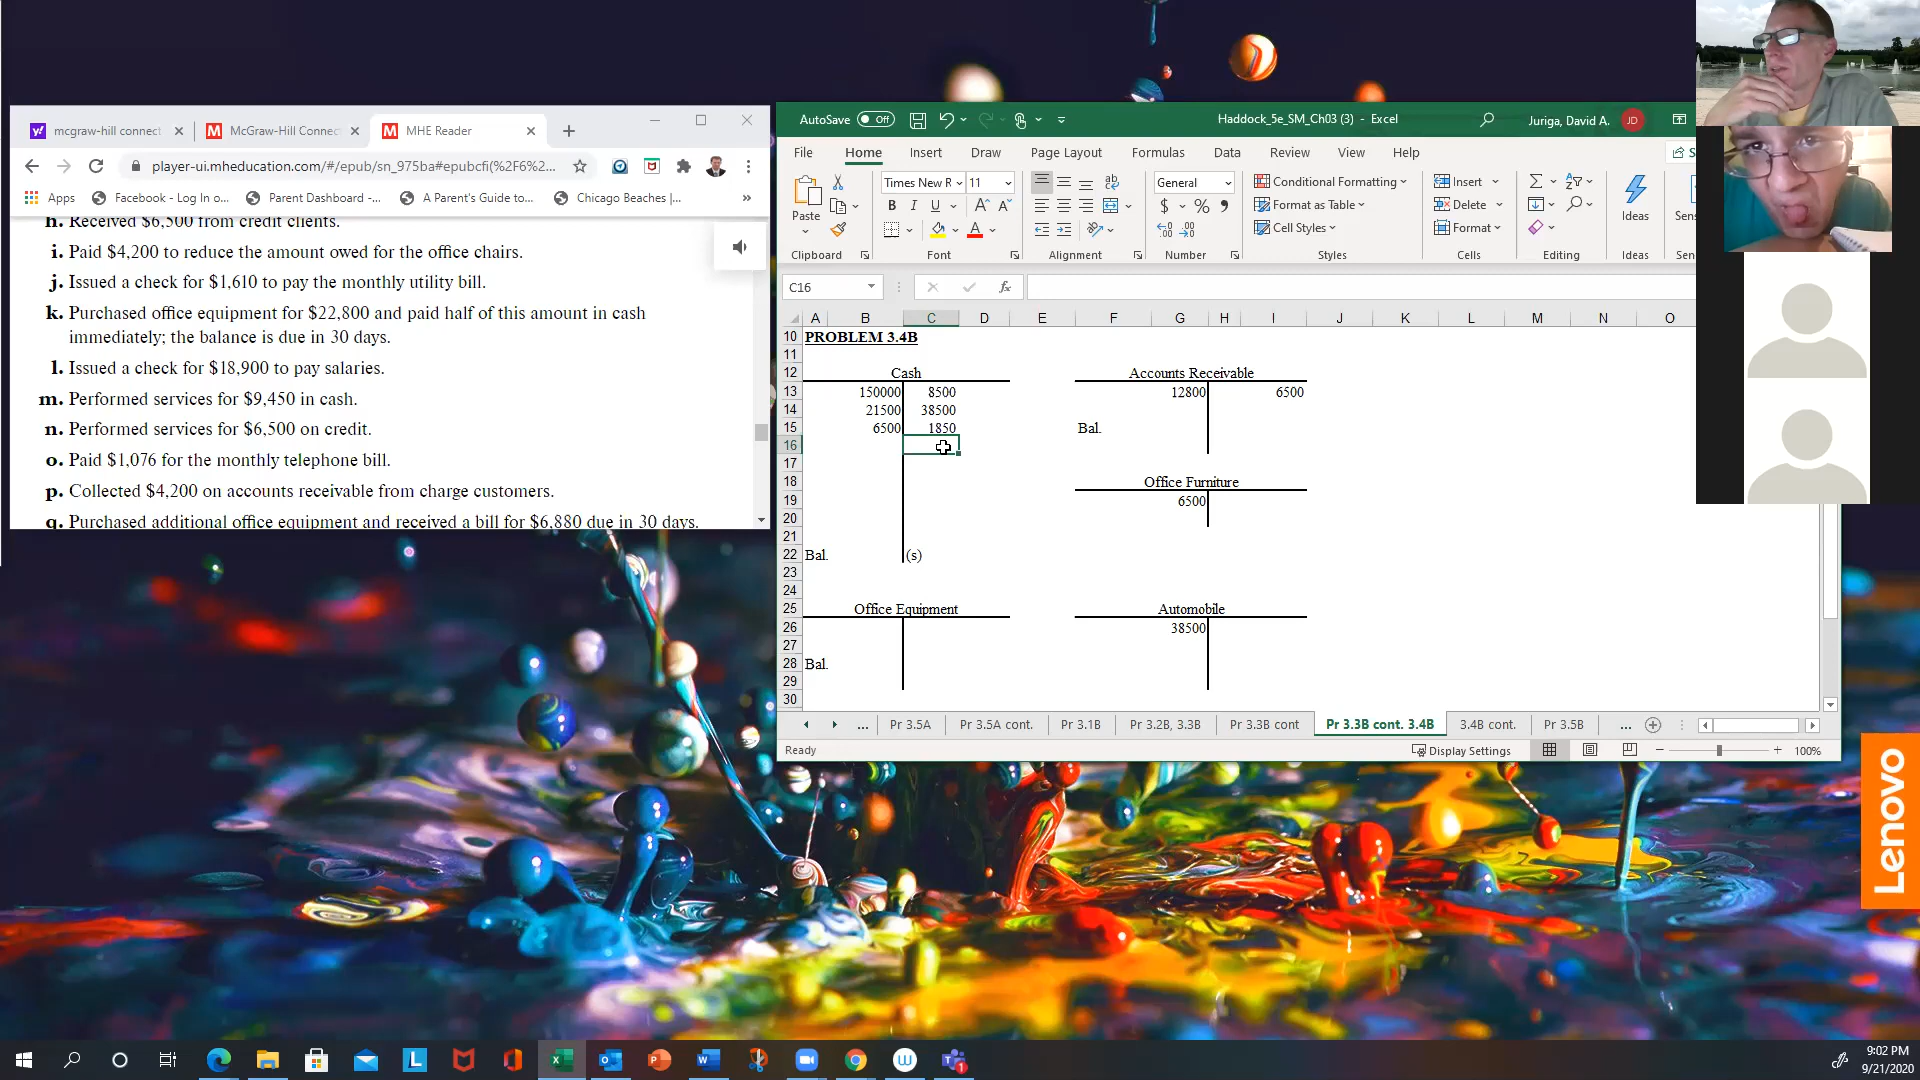 mcgraw-hill connect
McGraw-Hill Connec
MHE Reader
player-ui.mheducation.com/#/epub/sn_975ba#epubcfi(%2F6%2...
Apps
Facebook - Log In o...
Parent Dashboard -...
A Parent's Guide to...
Chicago Beaches |...
»
h. Received $6,500 from credit clients.
i. Paid $4,200 to reduce the amount owed for the office chairs.
j. Issued a check for $1,610 to pay the monthly utility bill.
k. Purchased office equipment for $22,800 and paid half of this amount in cash
immediately; the balance is due in 30 days.
l. Issued a check for $18,900 to pay salaries.
m. Performed services for $9,450 in cash.
n. Performed services for $6,500 on credit.
o. Paid $1,076 for the monthly telephone bill.
p. Collected $4,200 on accounts receivable from charge customers.
q. Purchased additional office equipment and received a bill for $6,880 due in 30 days.
AutoSave Off
Haddock_5e_SM_Ch03 (3) - Excel
Juriga, David A. JD
File Home Insert Draw Page Layout Formulas Data Review View Help
S
Paste
Times New R 11
B I U A A
ab
General
$ % 9
Conditional Formatting
Format as Table
Cell Styles
Insert
Delete
Format
Ideas
Sens
Clipboard Font Alignment Number Styles Cells Editing Ideas Sen
C16
fx
A B C D E F G H I J K L M N O
10 PROBLEM 3.4B
11
12 Cash Accounts Receivable
13 150000 8500 12800 6500
14 21500 38500
15 6500 1850 Bal.
16
17
18 Office Furniture
19 6500
20
21
22 Bal. (s)
23
24
25 Office Equipment Automobile
26 38500
27
28 Bal.
29
30
... Pr 3.5A Pr 3.5A cont. Pr 3.1B Pr 3.2B, 3.3B Pr 3.3B cont Pr 3.3B cont. 3.4B 3.4B cont. Pr 3.5B ...
Ready
Display Settings
100%
Lenovo
9:02 PM
9/21/2020